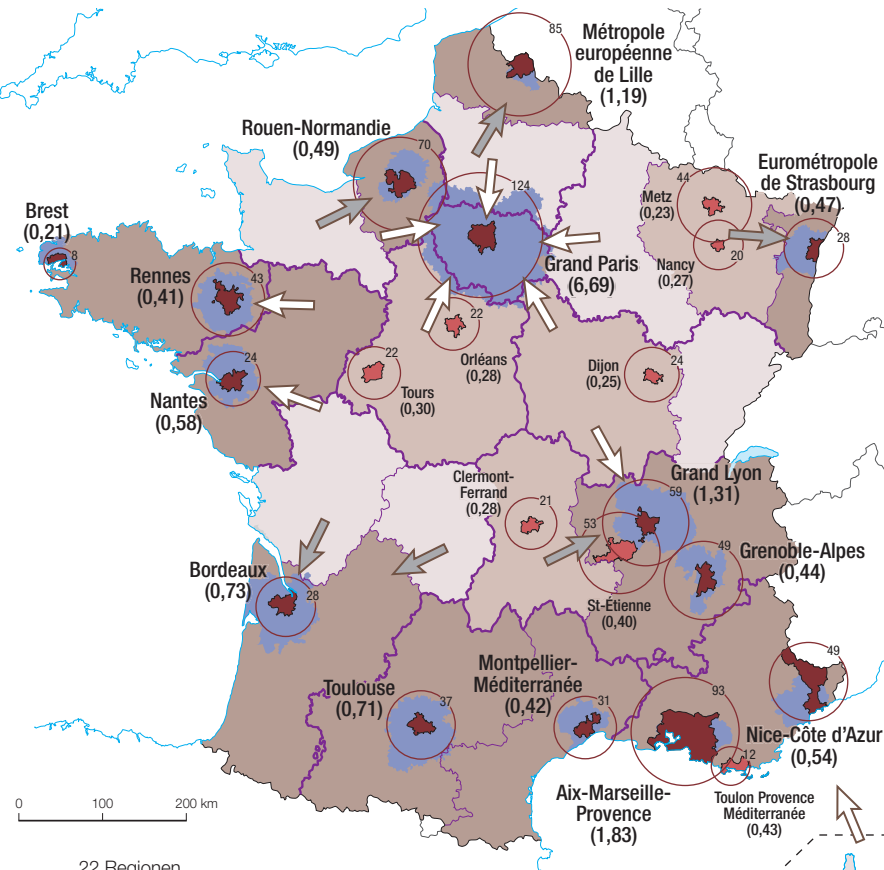 85
Métropole
européenne
de Lille
(1,19)
Rouen-Normandie
(0,49)
70
124
44
Metz
(0,23)
Eurométropole
de Strasbourg
(0,47)
28
Brest
(0,21)
8
Rennes
(0,41)
43
Nancy
(0,27)
20
Grand Paris
(6,69)
22
Orléans
(0,28)
22
Tours
(0,30)
24
Dijon
(0,25)
24
Nantes
(0,58)
Clermont-
Ferrand
(0,28)
21
Grand Lyon
(1,31)
59
53
St-Étienne
(0,40)
49
Grenoble-Alpes
(0,44)
Bordeaux
(0,73)
28
Toulouse
(0,71)
37
Montpellier-
Méditerranée
(0,42)
31
93
49
Nice-Côte d'Azur
(0,54)
12
Aix-Marseille-
Provence
(1,83)
Toulon Provence
Méditerranée
(0,43)
0 100 200 km
22 Regionen